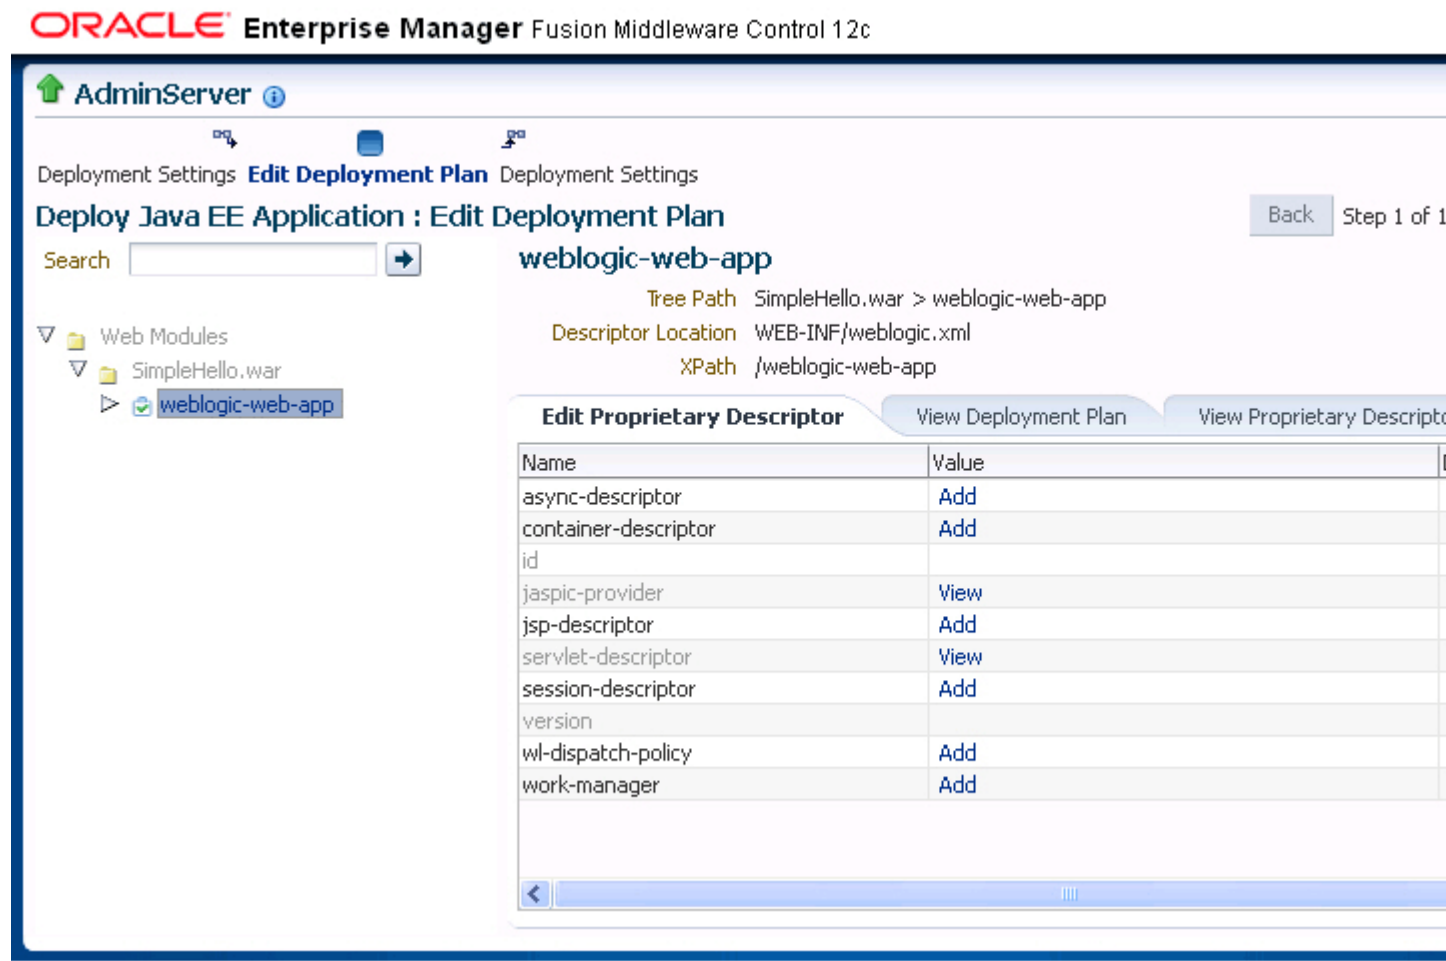 ORACLE Enterprise Manager Fusion Middleware Control 12c
AdminServer
Deployment Settings Edit Deployment Plan Deployment Settings
Deploy Java EE Application : Edit Deployment Plan
Back Step 1 of 1
Search
weblogic-web-app
Tree Path SimpleHello.war > weblogic-web-app
Descriptor Location WEB-INF/weblogic.xml
XPath /weblogic-web-app
Web Modules
SimpleHello.war
weblogic-web-app
Edit Proprietary Descriptor View Deployment Plan View Proprietary
Name Value
async-descriptor Add
container-descriptor Add
id
jaspic-provider View
jsp-descriptor Add
servlet-descriptor View
session-descriptor Add
version
wl-dispatch-policy Add
work-manager Add